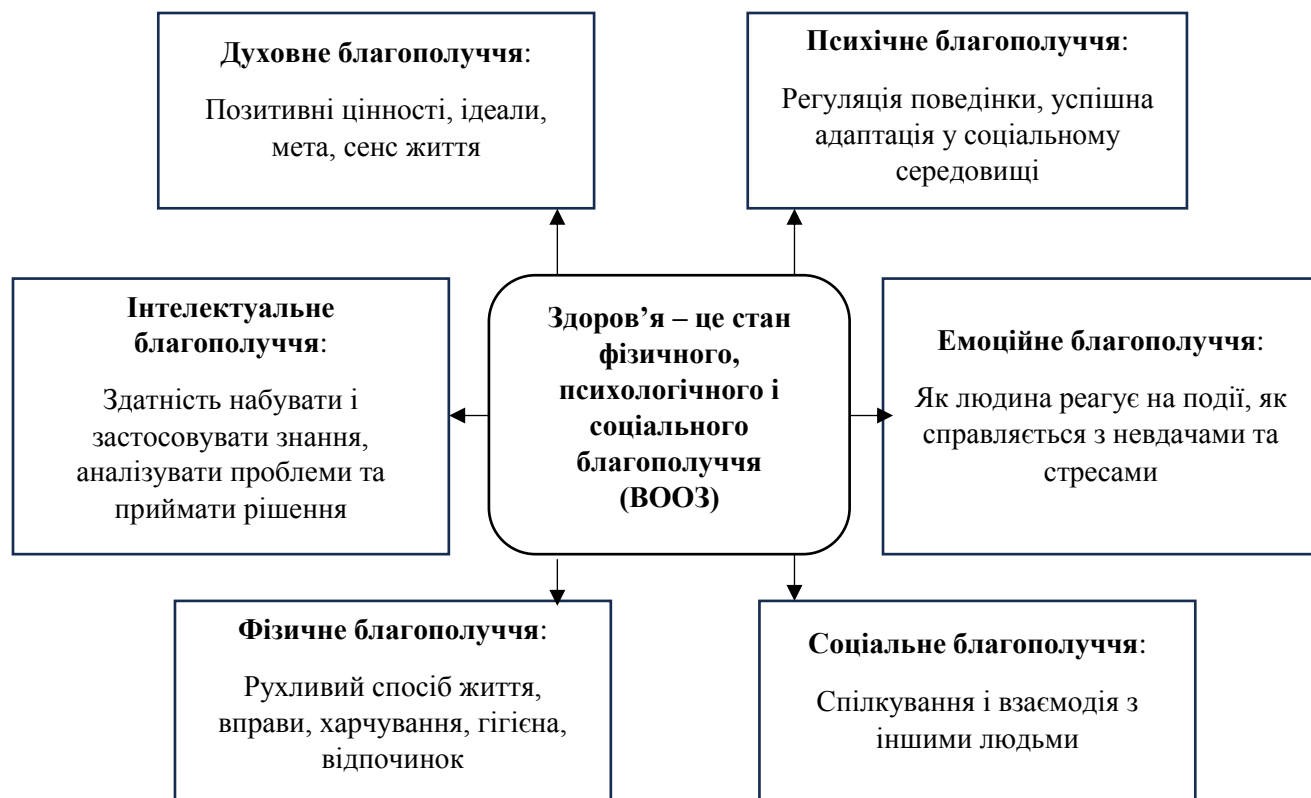 Духовне благополуччя:
Позитивні цінності, ідеали,
мета, сенс життя
Психічне благополуччя:
Регуляція поведінки, успішна
адаптація у соціальному
середовищі
Інтелектуальне
благополуччя:
Здатність набувати і
застосовувати знання,
аналізувати проблеми та
приймати рішення
Здоров’я – це стан
фізичного,
психологічного і
соціального
благополуччя
(ВООЗ)
Емоційне благополуччя:
Як людина реагує на події, як
справляється з невдачами та
стресами
Фізичне благополуччя:
Рухливий спосіб життя,
вправи, харчування, гігієна,
відпочинок
Соціальне благополуччя:
Спілкування і взаємодія з
іншими людьми